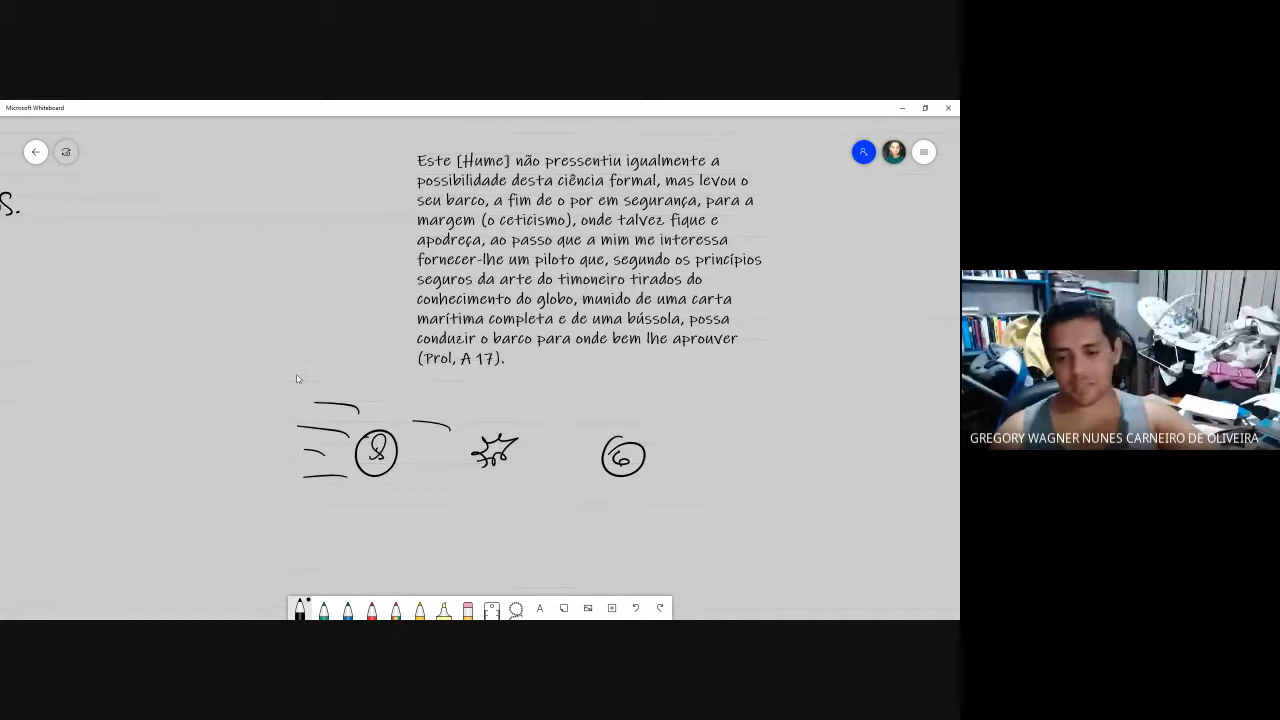 Microsoft Whiteboard
S.
Este [Hume] não pressentiu igualmente a
possibilidade desta ciência formal, mas levou o
seu barco, a fim de o por em segurança, para a
margem (o ceticismo), onde talvez fique e
apodreça, ao passo que a mim me interessa
fornecer-lhe um piloto que, segundo os princípios
seguros da arte do timoneiro tirados do
conhecimento do globo, munido de uma carta
marítima completa e de uma bússola, possa
conduzir o barco para onde bem lhe aprouver
(Prol, A 17).
8
6
A
GREGORY WAGNER NUNES CARNEIRO DE OLIVEIRA